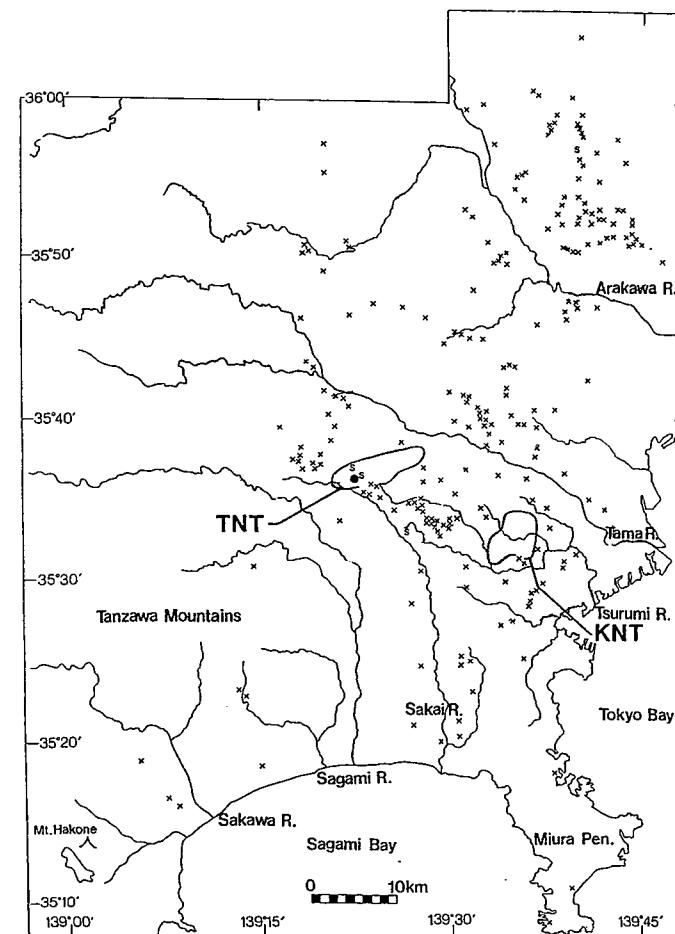 36°00'
s
35°50'
Arakawa R.
35°40'
s
s
TNT
s
Tama R.
35°30'
Tanzawa Mountains
Tsurumi R.
KNT
Sakai R.
Tokyo Bay
35°20'
Sagami R.
Sakawa R.
Mt. Hakone
Sagami Bay
Miura Pen.
0 10km
35°10'
139°00' 139°15' 139°30' 139°45'